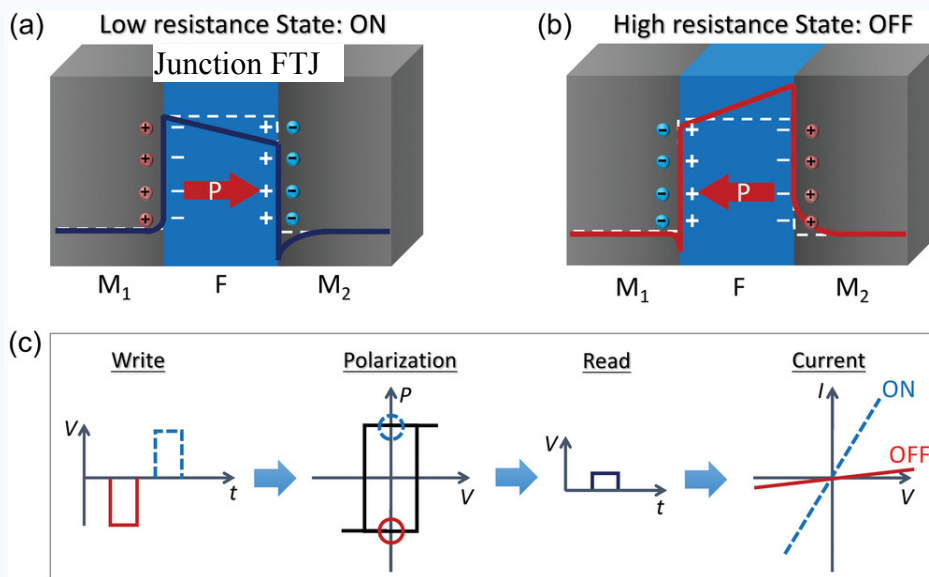 (a) Low resistance State: ON
Junction FTJ
+ − + −
+ − + −
+ − P + −
+ − + −
M₁ F M₂
(b) High resistance State: OFF
− + − +
− + − +
− + P − +
− + − +
M₁ F M₂
(c)
Write Polarization Read Current
V t
P V
V t
I V
ON
OFF